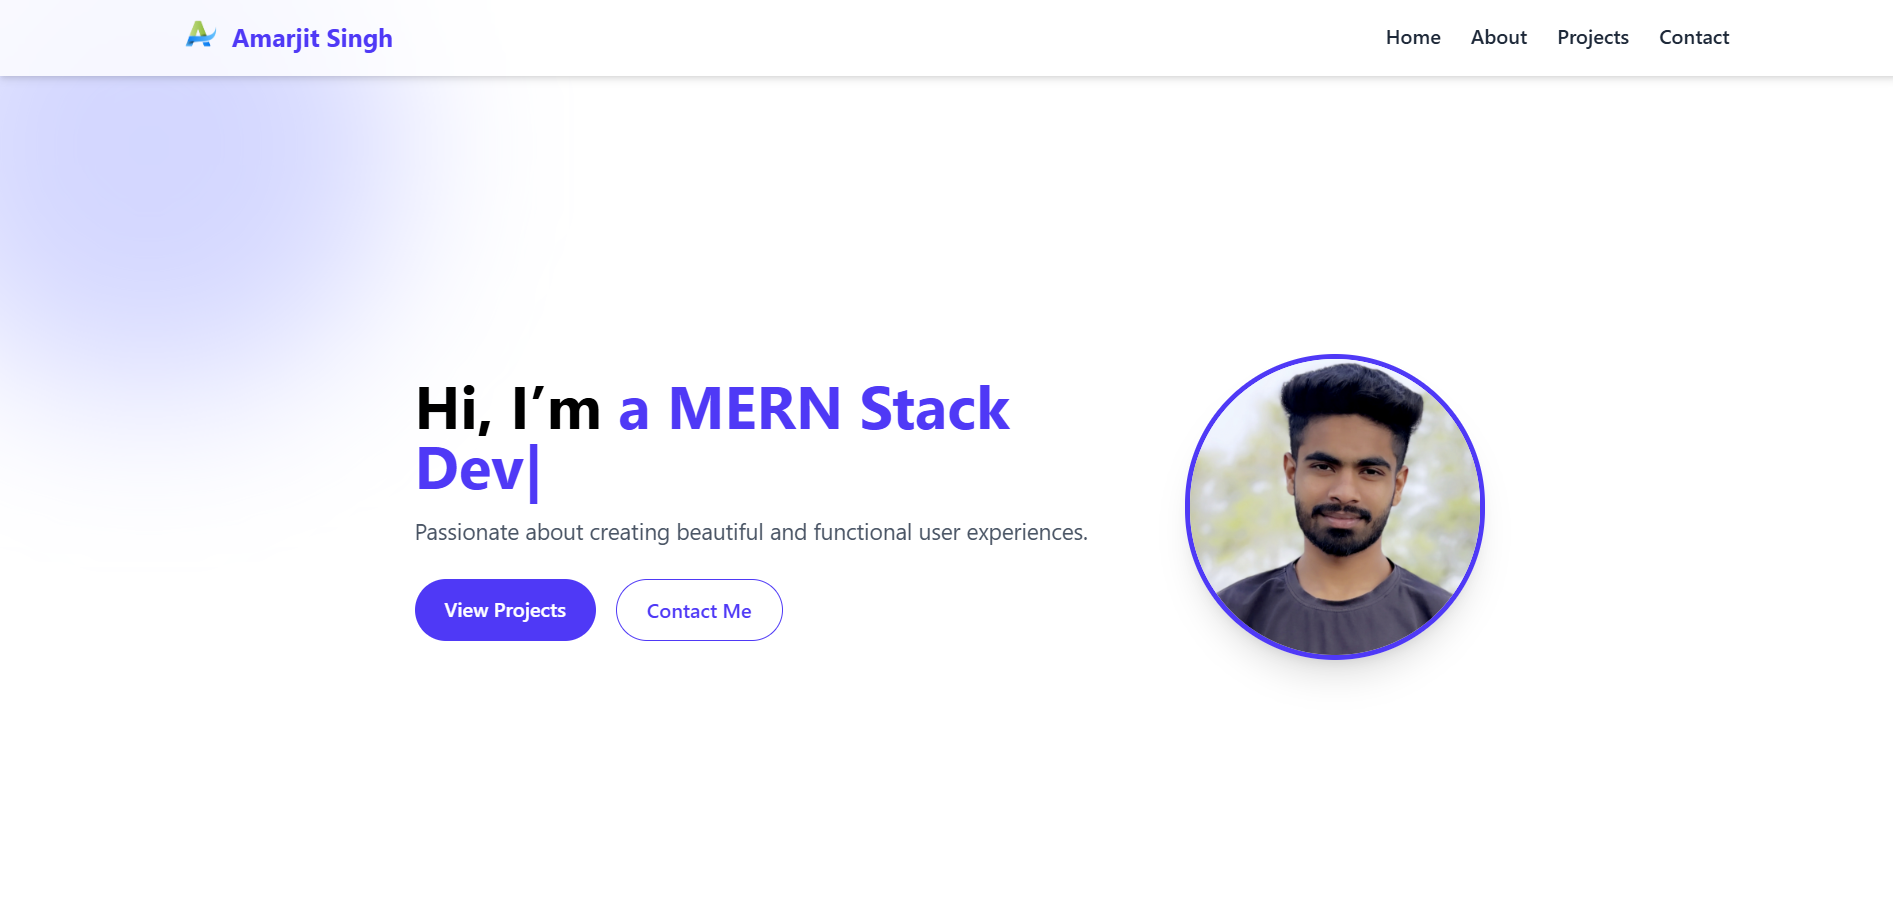 Amarjit Singh
Home About Projects Contact
Hi, I’m a MERN Stack
Dev|
Passionate about creating beautiful and functional user experiences.
View Projects Contact Me